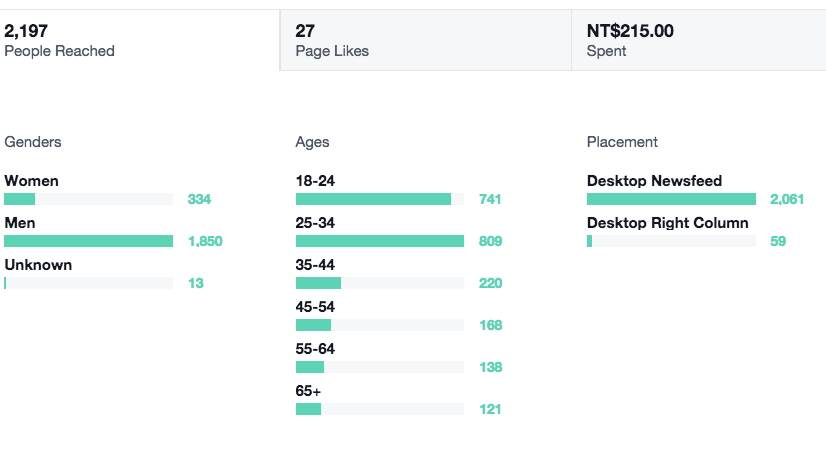 2,197
People Reached
27
Page Likes
NT$215.00
Spent
Genders
Women
334
Men
1,850
Unknown
13
Ages
18-24
741
25-34
809
35-44
220
45-54
168
55-64
138
65+
121
Placement
Desktop Newsfeed
2,061
Desktop Right Column
59